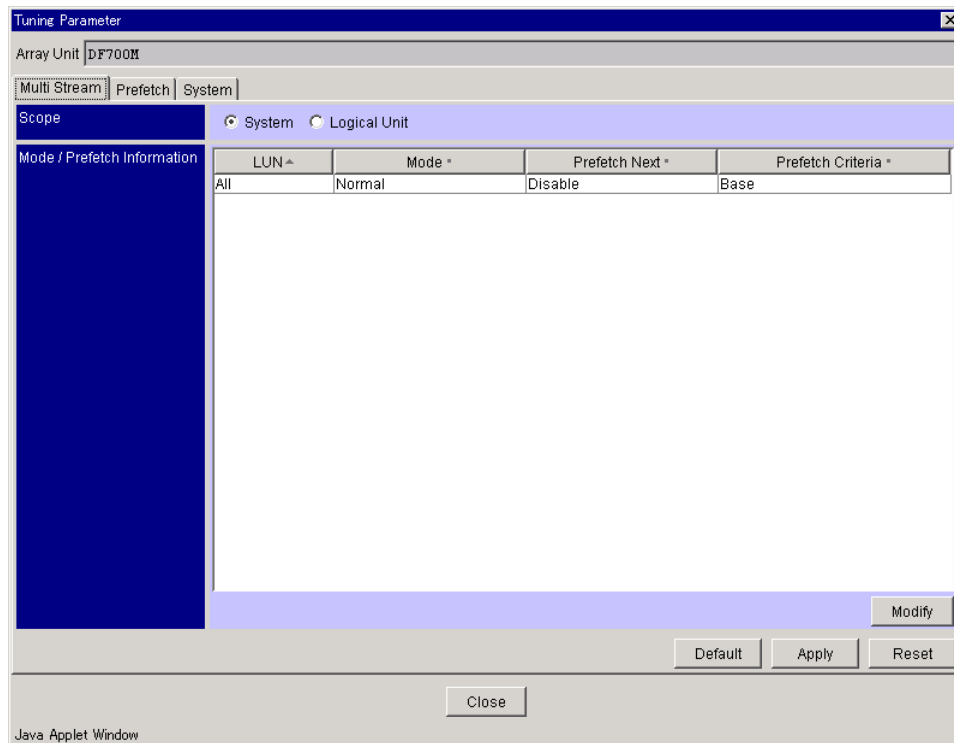 Tuning Parameter
Array Unit DF700M
Multi Stream Prefetch System
Scope System Logical Unit
Mode / Prefetch Information LUN Mode Prefetch Next Prefetch Criteria
All Normal Disable Base
Modify
Default Apply Reset
Close
Java Applet Window